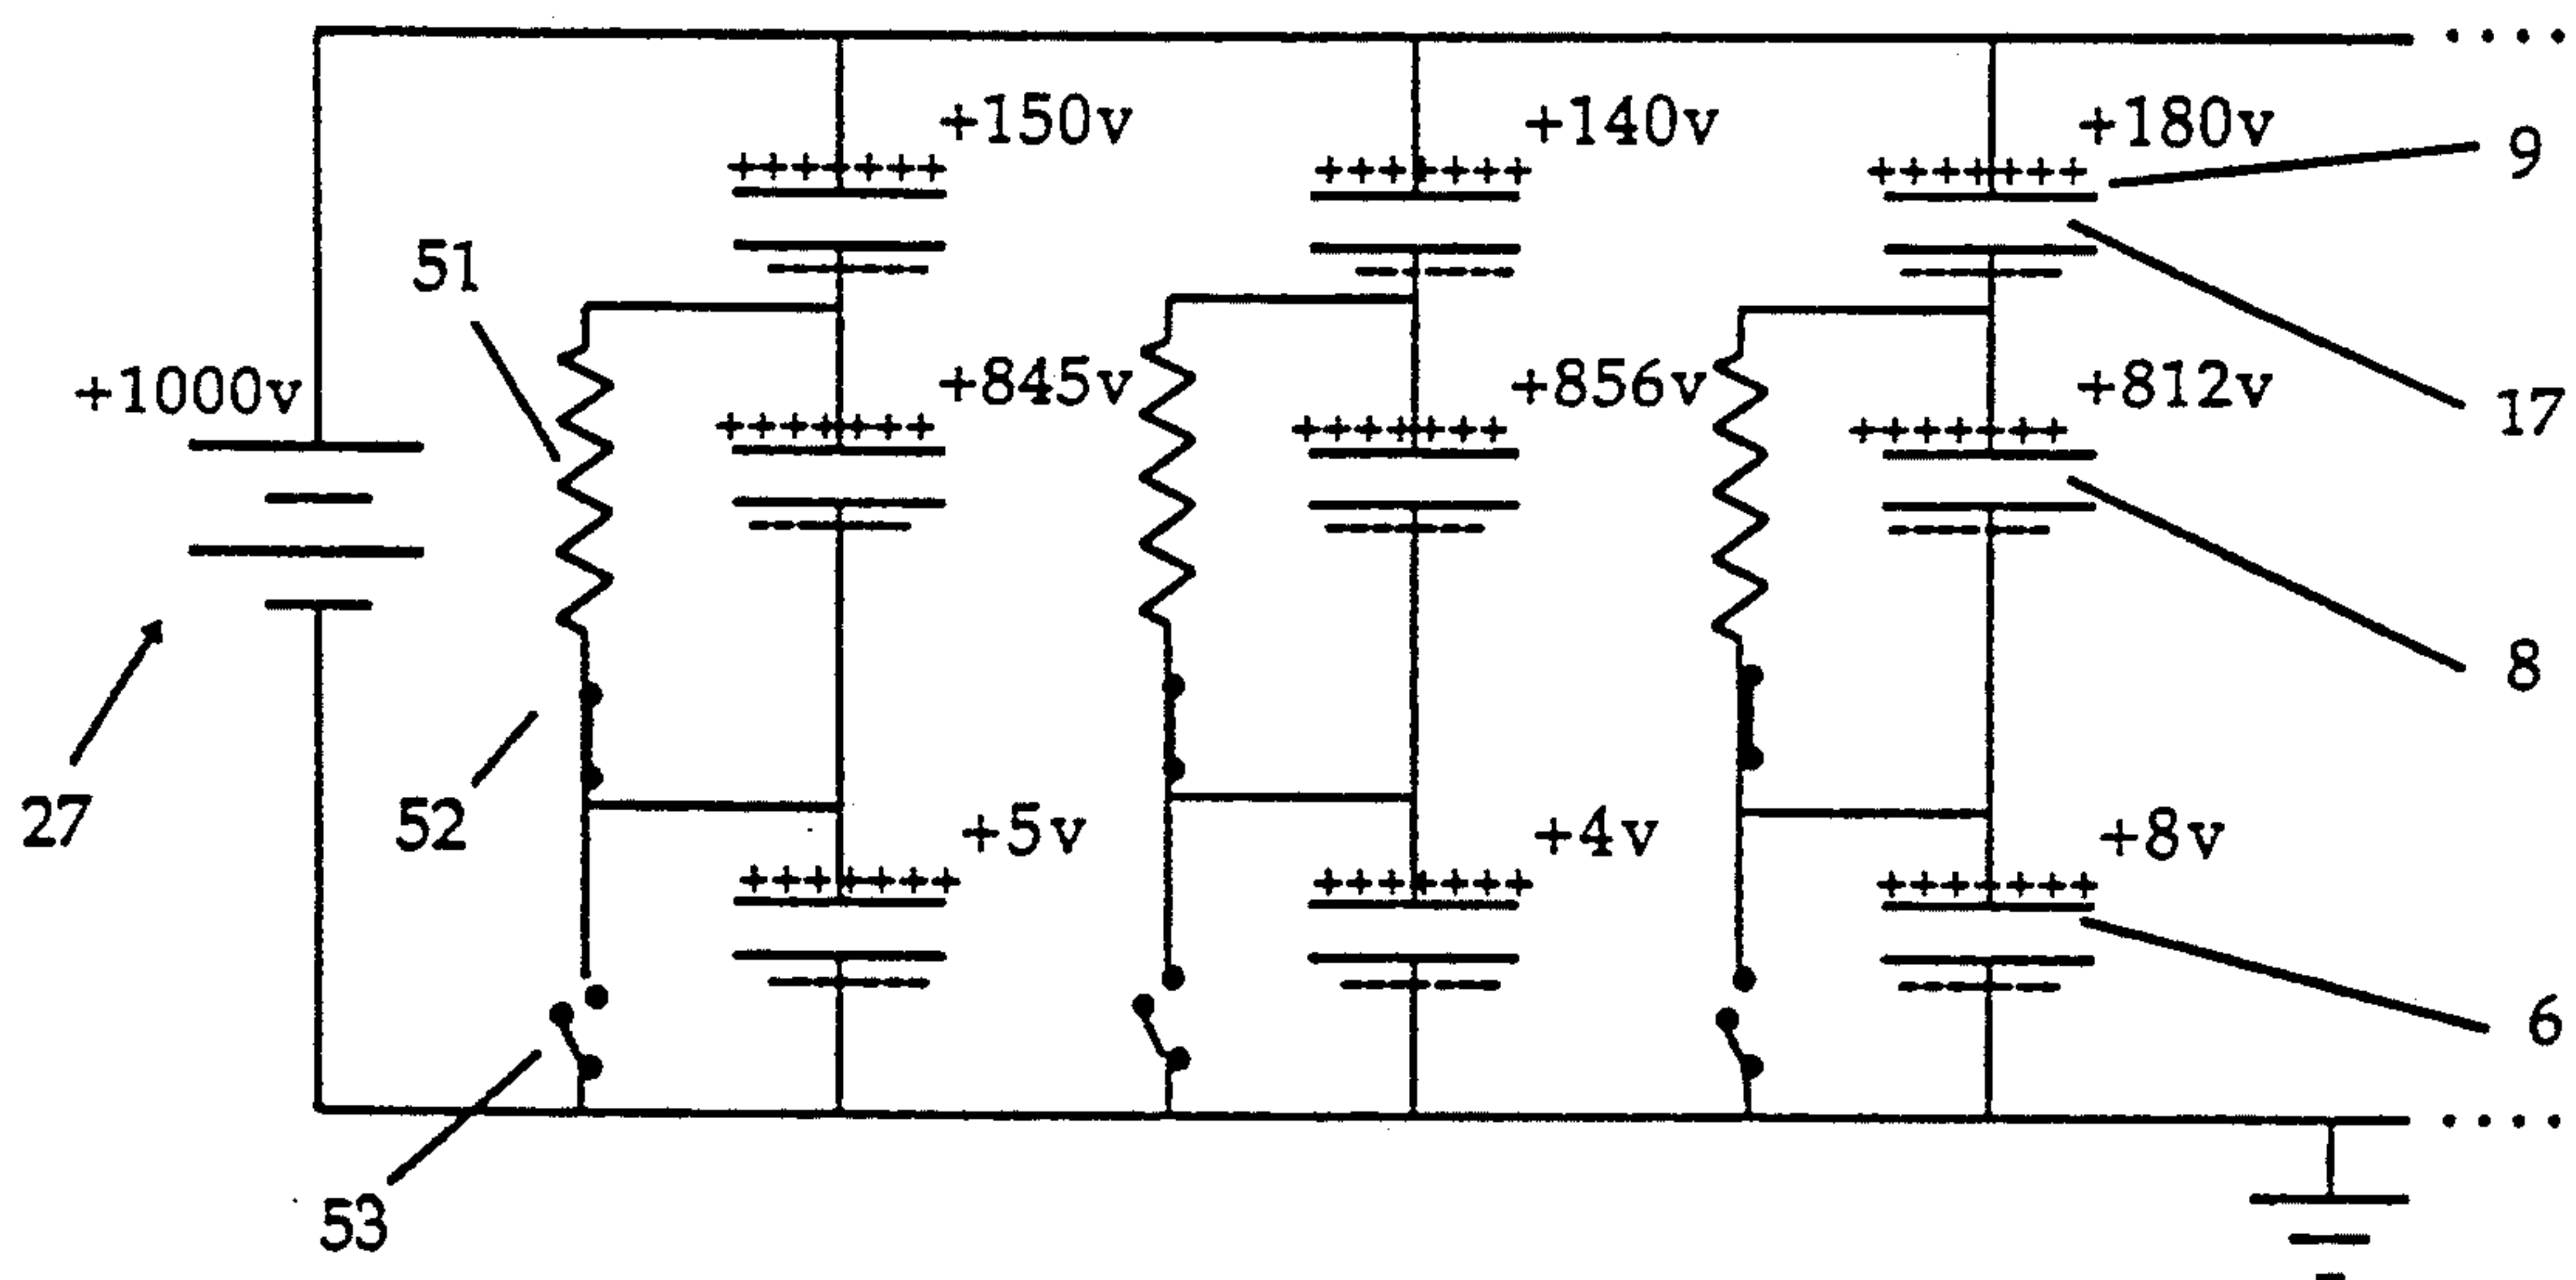 +150v
+140v
+180v
9
51
+1000v
+845v
+856v
+812v
17
8
52
27
+5v
+4v
+8v
6
53